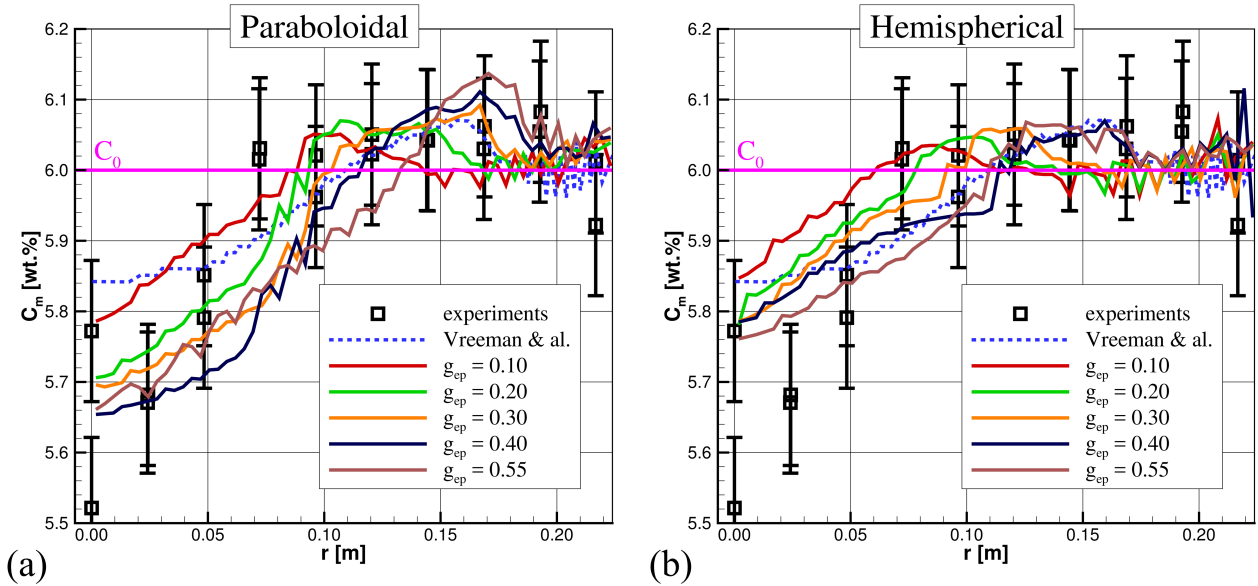 Paraboloidal
6.2
6.1
6.0
5.9
5.8
5.7
5.6
5.5
C_m [wt.%]
C_0
experiments
Vreeman & al.
g_ep = 0.10
g_ep = 0.20
g_ep = 0.30
g_ep = 0.40
g_ep = 0.55
0.00 0.05 0.10 0.15 0.20
r [m]
(a)
Hemispherical
6.2
6.1
6.0
5.9
5.8
5.7
5.6
5.5
C_m [wt.%]
C_0
experiments
Vreeman & al.
g_ep = 0.10
g_ep = 0.20
g_ep = 0.30
g_ep = 0.40
g_ep = 0.55
0.00 0.05 0.10 0.15 0.20
r [m]
(b)